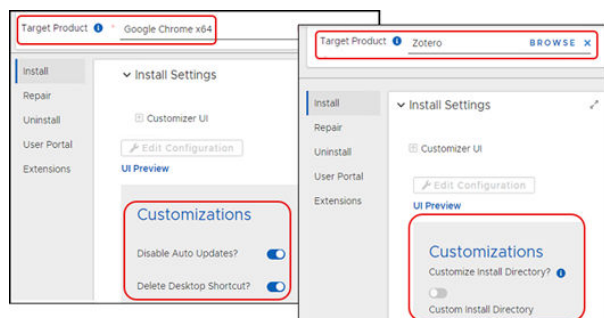 Target Product * Google Chrome x64
Install
Repair
Uninstall
User Portal
Extensions
Install Settings
Customizer UI
Edit Configuration
UI Preview
Customizations
Disable Auto Updates?
Delete Desktop Shortcut?
Target Product Zotero BROWSE ×
Install
Repair
Uninstall
User Portal
Extensions
Install Settings
Customizer UI
Edit Configuration
UI Preview
Customizations
Customize Install Directory?
Custom Install Directory